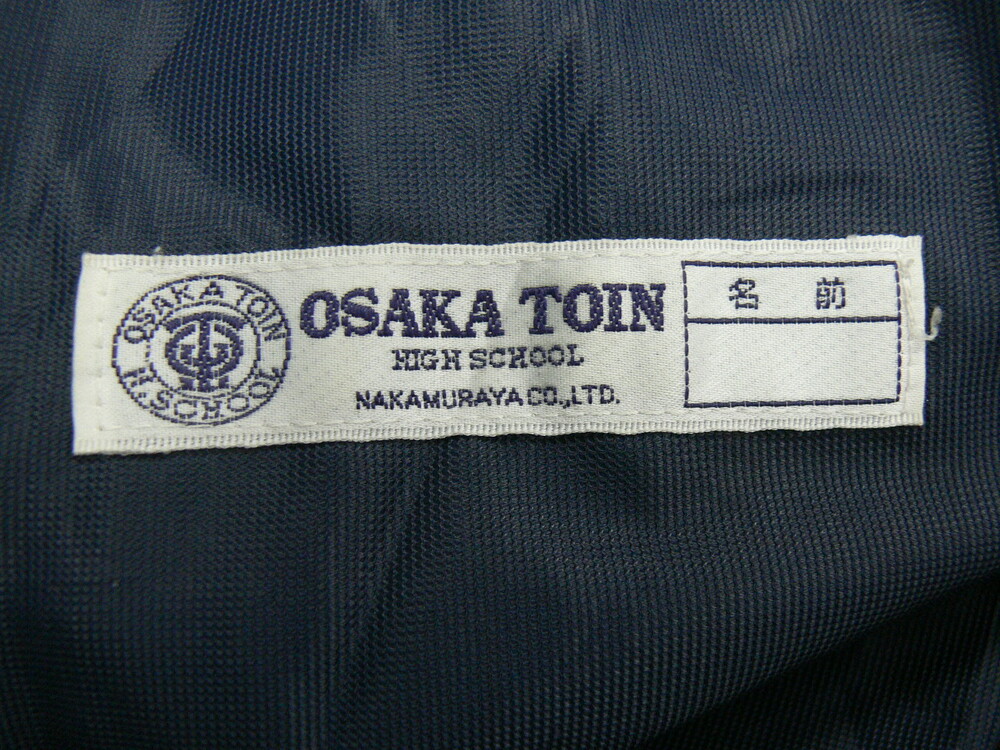 OSAKA TOIN
H.SCHOOL
OSAKA TOIN
HIGH SCHOOL
NAKAMURAYA CO.,LTD.
名 前